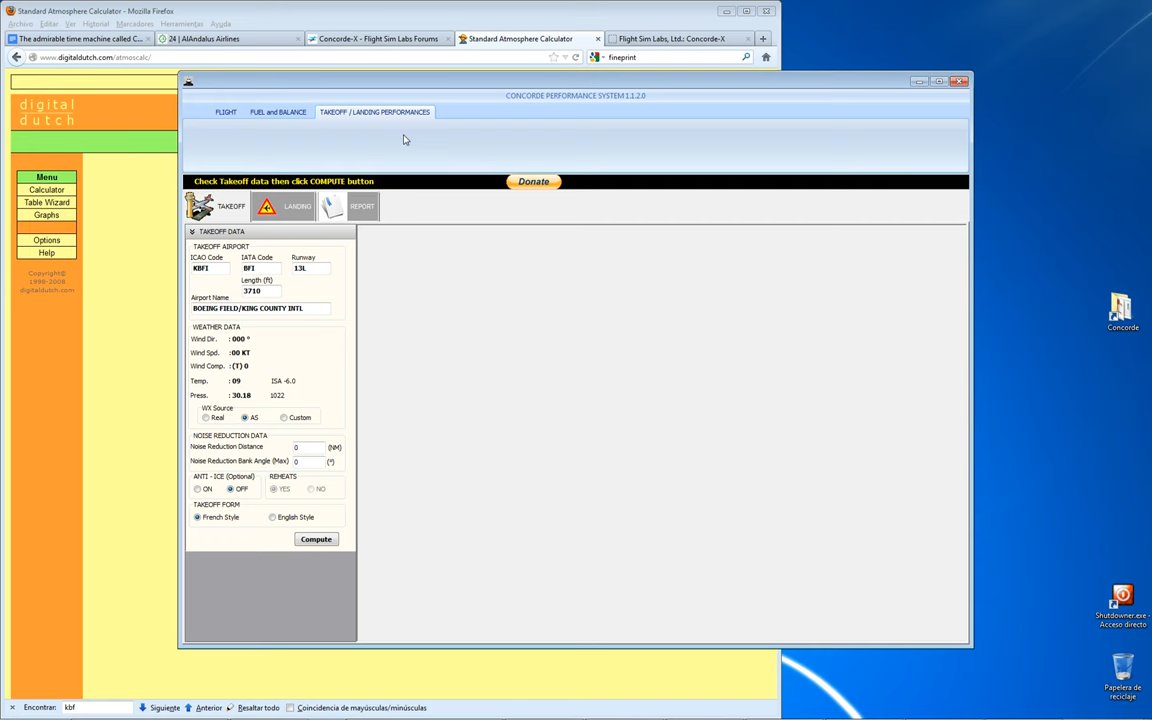 Standard Atmosphere Calculator - Mozilla Firefox
Archivo Editar Ver Historial Marcadores Herramientas Ayuda
The admirable time machine called C...
24 | AlAndalus Airlines
Concorde-X - Flight Sim Labs Forums
Standard Atmosphere Calculator
Flight Sim Labs, Ltd.: Concorde-X
www.digitaldutch.com/atmoscalc/
fineprint
digital
dutch
Menu
Calculator
Table Wizard
Graphs
Options
Help
Copyright©
1998-2008
digitaldutch.com
CONCORDE PERFORMANCE SYSTEM 1.1.2.0
FLIGHT FUEL and BALANCE TAKEOFF / LANDING PERFORMANCES
Check Takeoff data then click COMPUTE button
Donate
TAKEOFF LANDING REPORT
TAKEOFF DATA
TAKEOFF AIRPORT
ICAO Code IATA Code Runway
KBFI BFI 13L
Length (ft)
3710
Airport Name
BOEING FIELD/KING COUNTY INTL
WEATHER DATA
Wind Dir. : 000 °
Wind Spd. : 00 KT
Wind Comp. : (T) 0
Temp. : 09 ISA -6.0
Press. : 30.18 1022
WX Source
Real AS Custom
NOISE REDUCTION DATA
Noise Reduction Distance 0 (NM)
Noise Reduction Bank Angle (Max) 0 (°)
ANTI - ICE (Optional) REHEATS
ON OFF YES NO
TAKEOFF FORM
French Style English Style
Compute
Concorde
Shutdowner.exe -
Acceso directo
Papelera de
reciclaje
Encontrar: kbf Siguiente Anterior Resaltar todo Coincidencia de mayúsculas/minúsculas